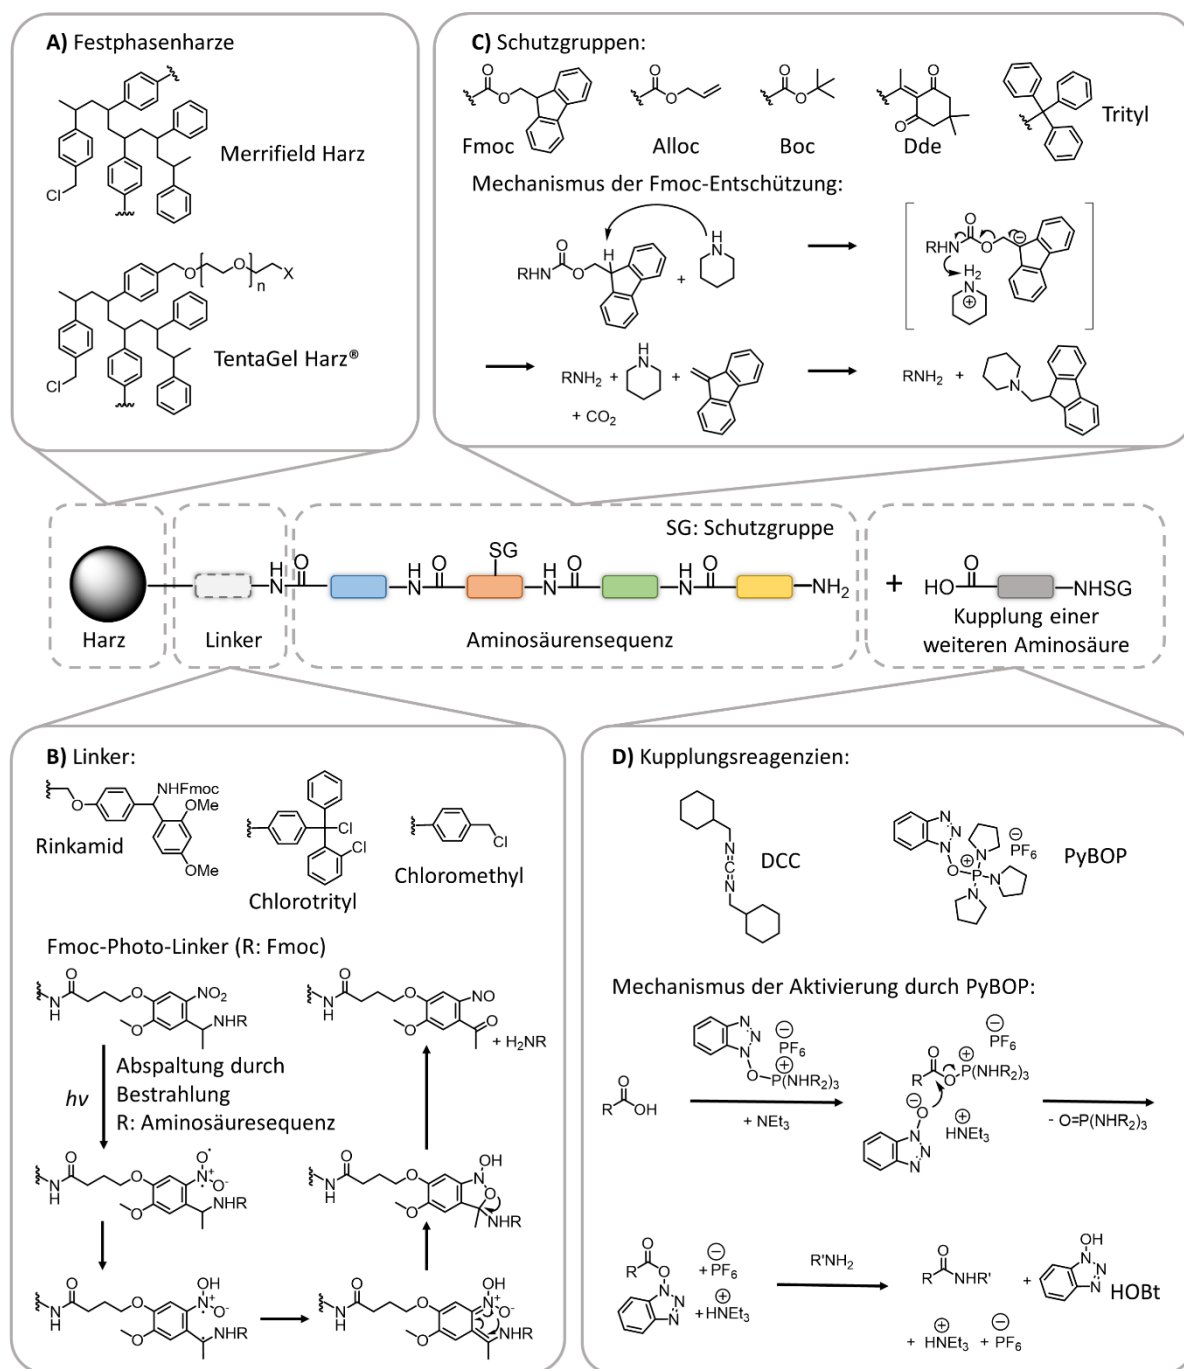 A) Festphasenharze
Cl
Merrifield Harz
O
O
n
X
Cl
TentaGel Harz®
C) Schutzgruppen:
O
O
Fmoc
O
O
Alloc
O
O
Boc
O
O
Dde
Trityl
Mechanismus der Fmoc-Entschützung:
O
RHN
O
H
+
H
N
O
RHN
O
⊖
H2
N
⊕
RNH2
+
H
N
+
+ CO2
RNH2
+
N
SG: Schutzgruppe
H
N
O
H
N
O
SG
N
H
O
H
N
O
NH2
+
HO
O
NHSG
Harz
Linker
Aminosäurensequenz
Kupplung einer
weiteren Aminosäure
B) Linker:
O
NHFmoc
OMe
OMe
Rinkamid
Cl
Cl
Chlorotrityl
Cl
Chloromethyl
Fmoc-Photo-Linker (R: Fmoc)
O
N
H
O
O
NO2
NHR
O
N
H
O
O
NO
O
+ H2NR
hν
Abspaltung durch
Bestrahlung
R: Aminosäuresequenz
O
N
H
O
O
O
N+
O-
NHR
O
N
H
O
O
OH
N
O
NHR
O
N
H
O
O
OH
N+
O-
NHR
O
N
H
O
O
OH
N+
O-
NHR
D) Kupplungsreagenzien:
N
C
N
DCC
N
N
N
O
⊕
P
N
N
N
⊖
PF6
PyBOP
Mechanismus der Aktivierung durch PyBOP:
O
R
OH
N
N
N
O
⊕
P(NHR2)3
⊖
PF6
+ NEt3
O
R
O
⊕
P(NHR2)3
⊖
PF6
⊖
O
N
N
N
⊕
HNEt3
- O=P(NHR2)3
O
R
O
N
N
N
⊖
+ PF6
⊕
+ HNEt3
R'NH2
O
R
NHR'
+
OH
N
N
N
HOBt
⊕
+ HNEt3
⊖
+ PF6